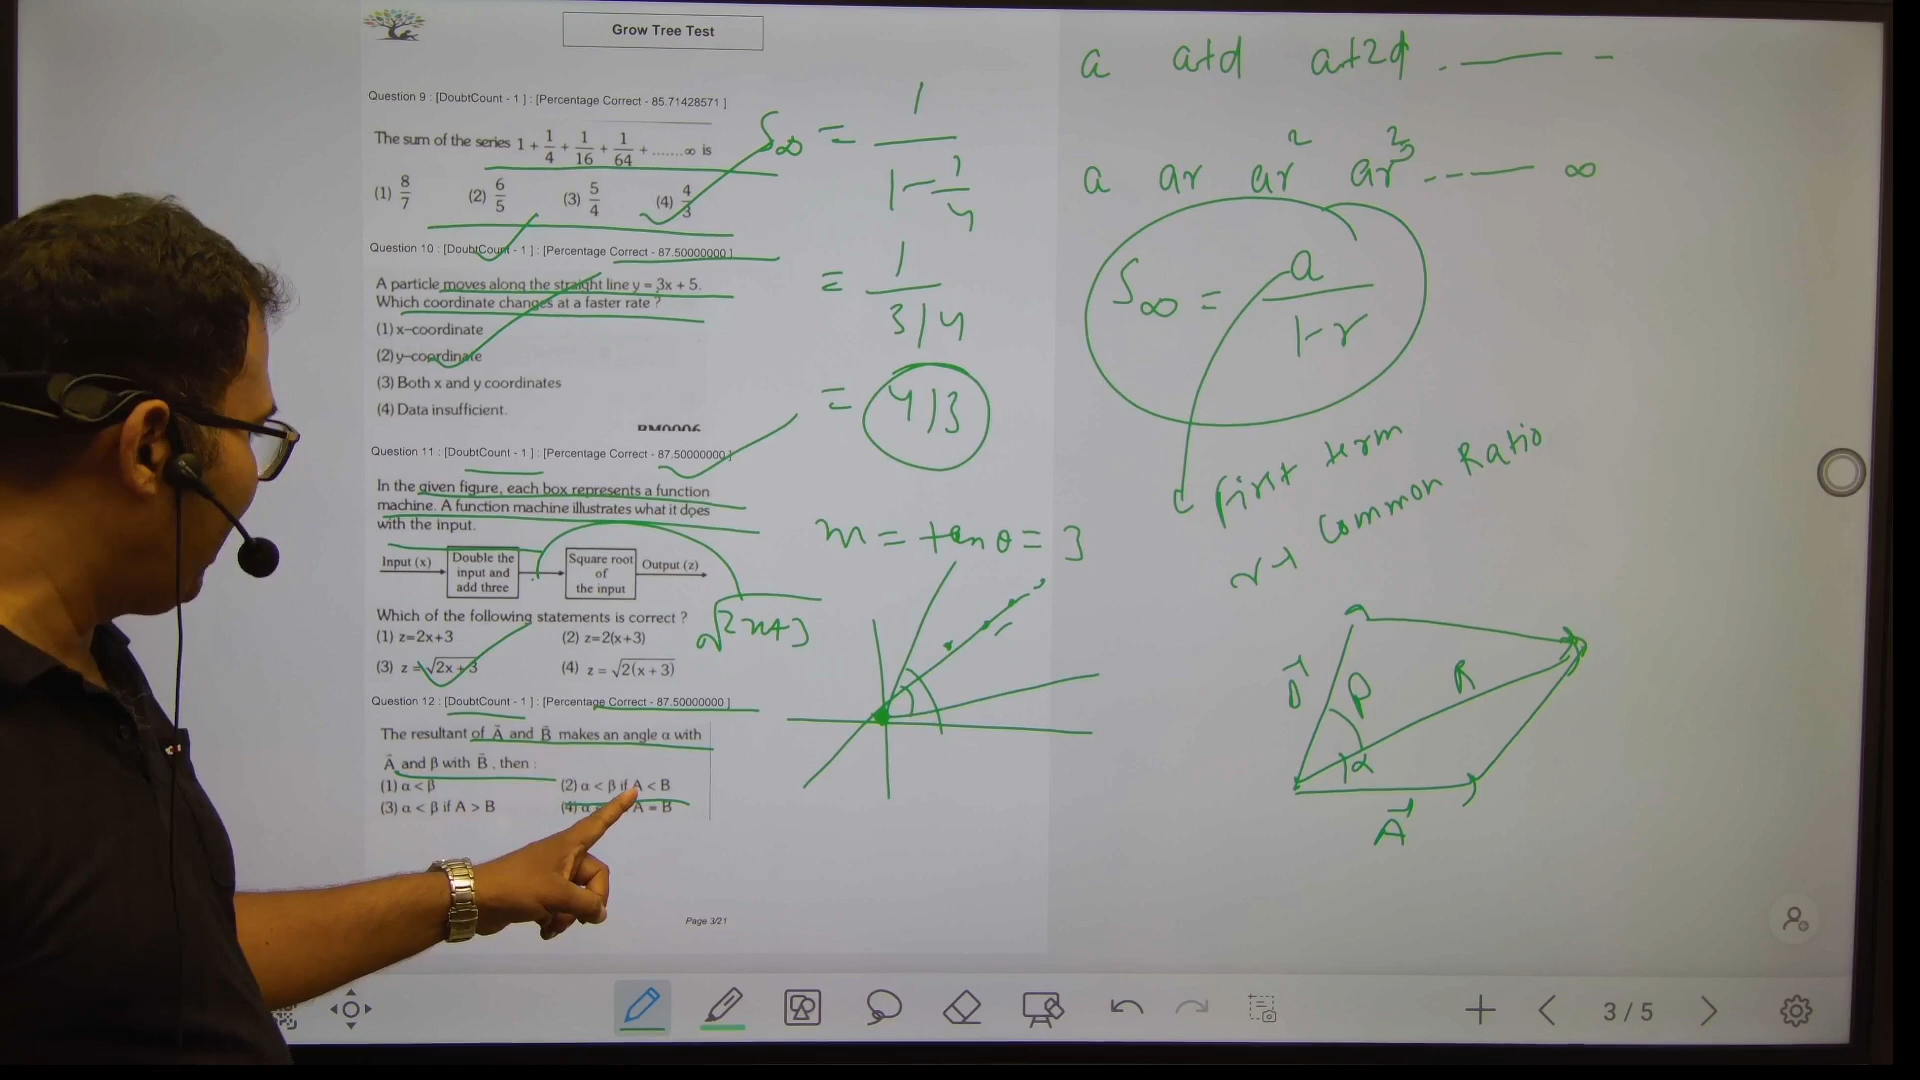 Grow Tree Test
Question 9 : [DoubtCount - 1 ] : [Percentage Correct - 85.71428571 ]
The sum of the series 1 + 1/4 + 1/16 + 1/64 + .......∞ is
(1) 8/7 (2) 6/5 (3) 5/4 (4) 4/3
Question 10 : [DoubtCount - 1 ] : [Percentage Correct - 87.50000000 ]
A particle moves along the straight line y = 3x + 5.
Which coordinate changes at a faster rate ?
(1) x–coordinate
(2) y–coordinate
(3) Both x and y coordinates
(4) Data insufficient.
BM0006
Question 11 : [DoubtCount - 1 ] : [Percentage Correct - 87.50000000 ]
In the given figure, each box represents a function
machine. A function machine illustrates what it does
with the input.
Input (x)
Double the
input and
add three
Square root
of
the input
Output (z)
Which of the following statements is correct ?
(1) z=2x+3 (2) z=2(x+3)
(3) z = √(2x + 3) (4) z = √(2(x + 3))
Question 12 : [DoubtCount - 1 ] : [Percentage Correct - 87.50000000 ]
The resultant of A⃗ and B⃗ makes an angle α with
A⃗ and β with B⃗ , then :
(1) α < β (2) α < β if A < B
(3) α < β if A > B (4) α A = B
Page 3/21
S∞ = 1/(1-1/4)
= 1/(3/4)
= 4/3
m = tan θ = 3
√(2x+3)
a a+d a+2d . — –
a ar ar² ar³ ---— ∞
S∞ = a/(1-r)
First term
r → Common Ratio
R
α
A⃗
3 / 5